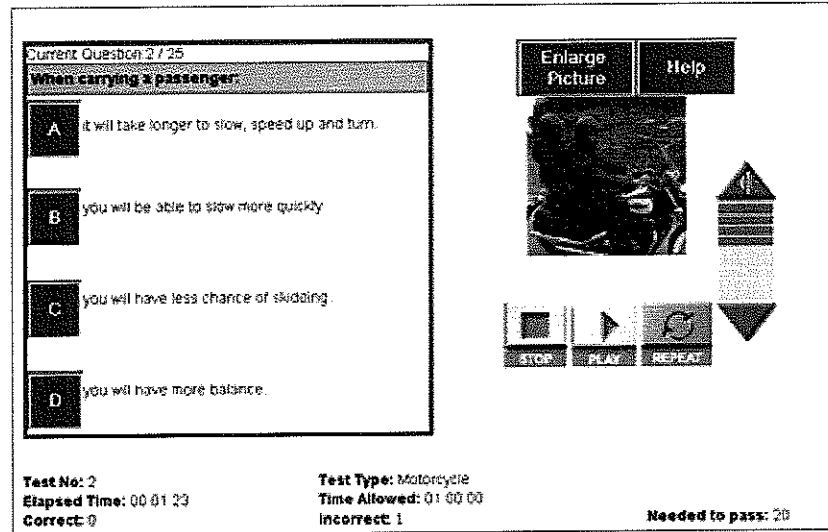 Current Question 2 / 25
When carrying a passenger:
A it will take longer to slow, speed up and turn.
B you will be able to slow more quickly
C you will have less chance of skidding.
D you will have more balance.
Enlarge
Picture
Help
STOP PLAY REPEAT
Test No: 2
Elapsed Time: 00:01:23
Correct: 0
Test Type: Motorcycle
Time Allowed: 01:00:00
Incorrect: 1
Needed to pass: 20